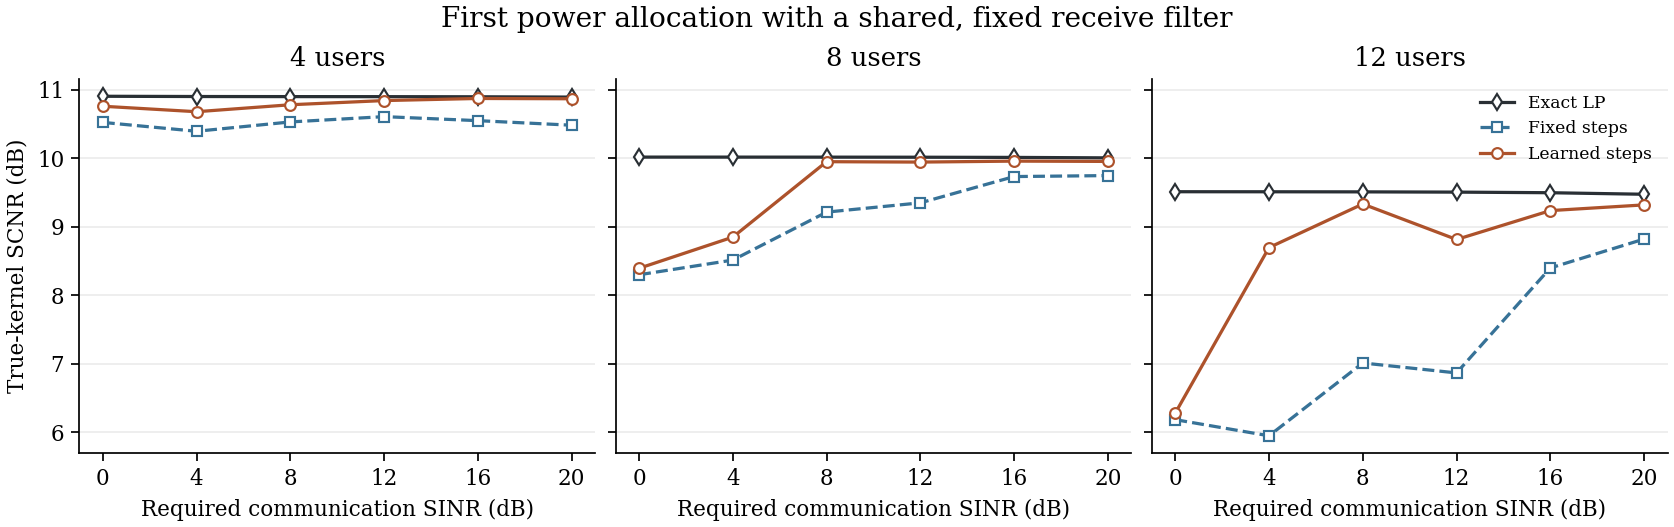 First power allocation with a shared, fixed receive filter
4 users
8 users
12 users
True-kernel SCNR (dB)
11
10
9
8
7
6
Exact LP
Fixed steps
Learned steps
0 4 8 12 16 20
0 4 8 12 16 20
0 4 8 12 16 20
Required communication SINR (dB)
Required communication SINR (dB)
Required communication SINR (dB)